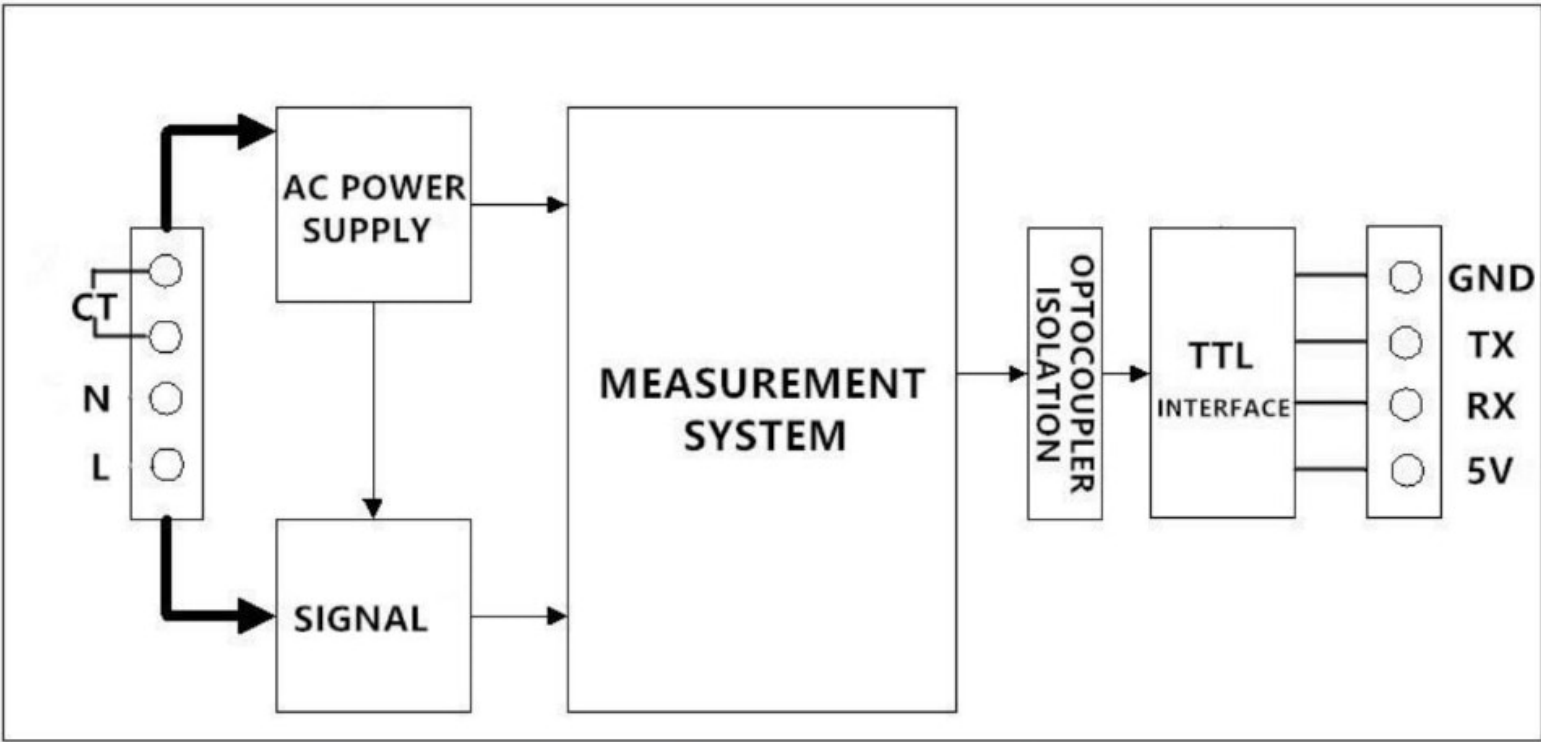 AC POWER
SUPPLY
CT
N
L
SIGNAL
MEASUREMENT
SYSTEM
OPTOCOUPLER
ISOLATION
TTL
INTERFACE
GND
TX
RX
5V